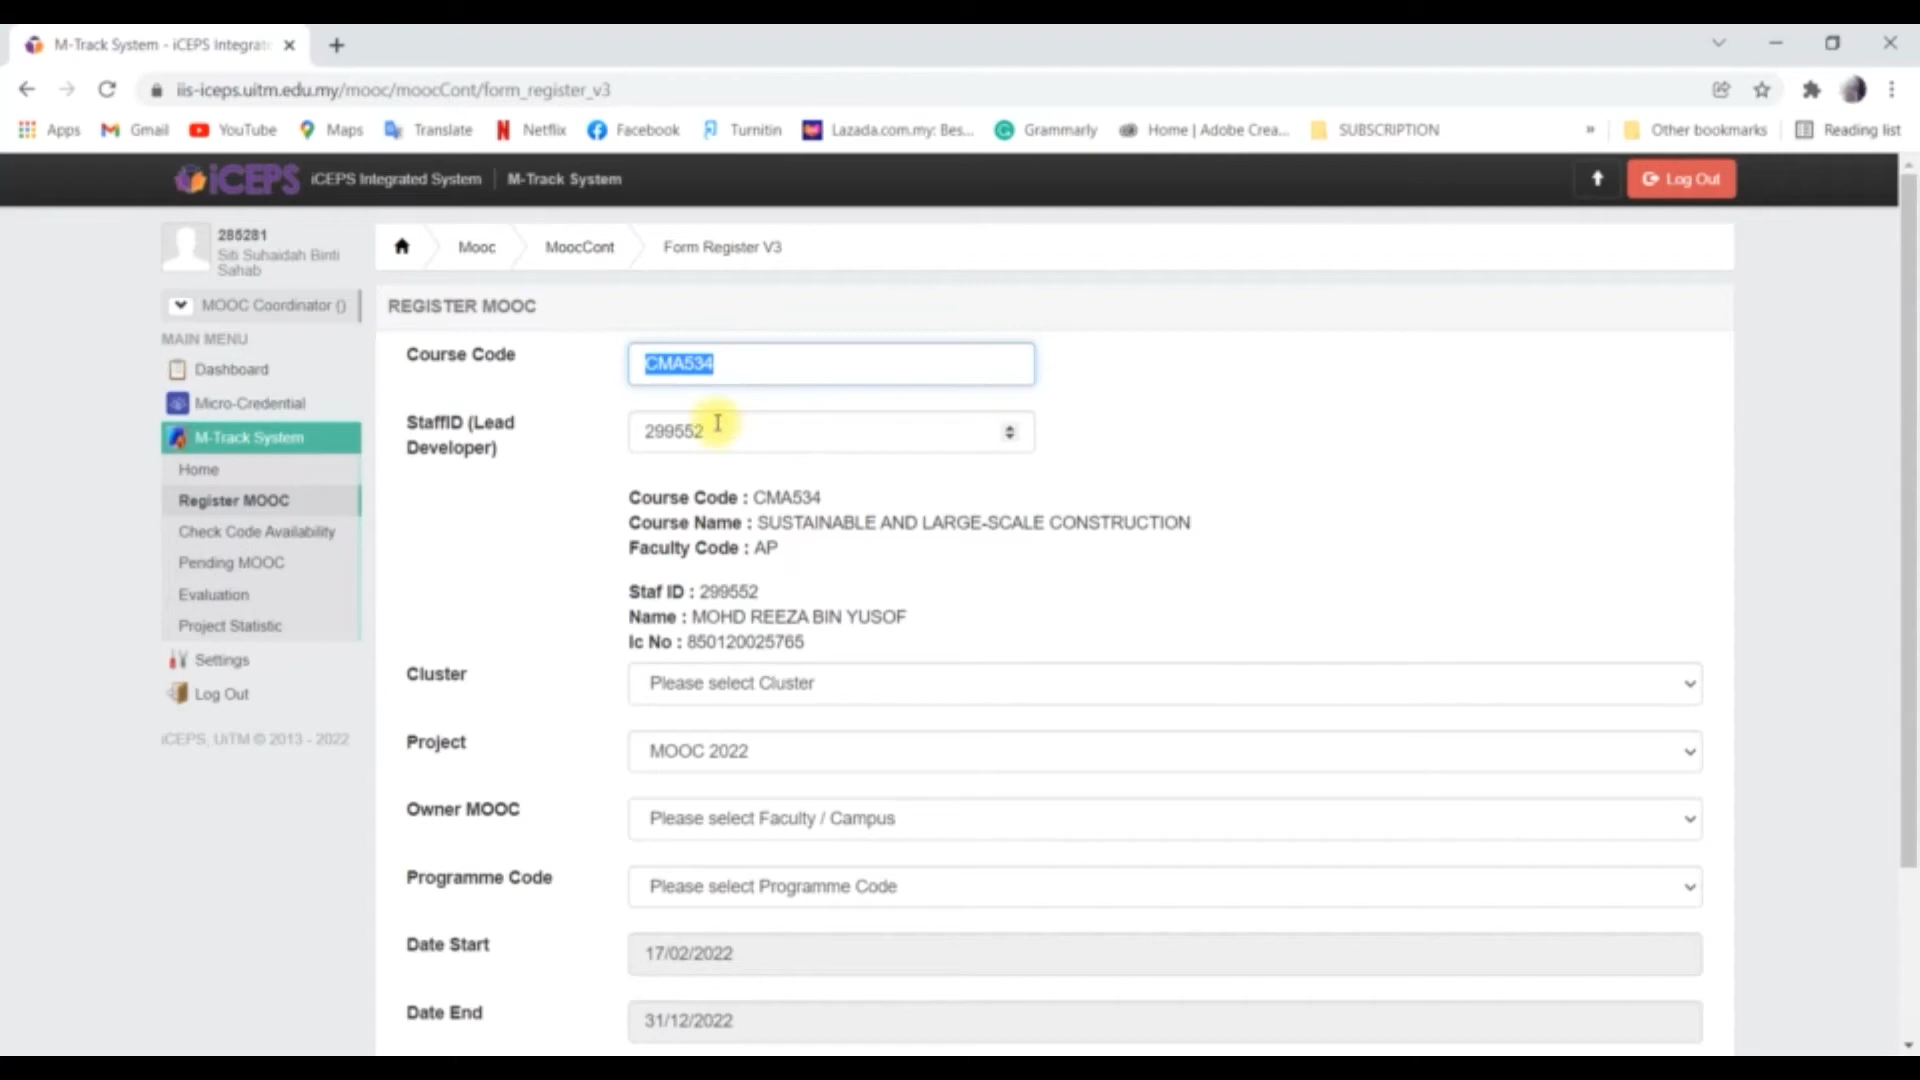 M-Track System - iCEPS Integrat
iis-iceps.uitm.edu.my/mooc/moocCont/form_register_v3
Apps
Gmail
YouTube
Maps
Translate
Netflix
Facebook
Turnitin
Lazada.com.my: Bes...
Grammarly
Home | Adobe Crea...
SUBSCRIPTION
»
Other bookmarks
Reading list
iCEPS
iCEPS Integrated System
M-Track System
Log Out
285281
Siti Suhaidah Binti
Sahab
Mooc
MoocCont
Form Register V3
MOOC Coordinator ()
MAIN MENU
Dashboard
Micro-Credential
M-Track System
Home
Register MOOC
Check Code Availability
Pending MOOC
Evaluation
Project Statistic
Settings
Log Out
iCEPS, UiTM © 2013 - 2022
REGISTER MOOC
Course Code
CMA534
StaffID (Lead
Developer)
299552
Course Code : CMA534
Course Name : SUSTAINABLE AND LARGE-SCALE CONSTRUCTION
Faculty Code : AP
Staf ID : 299552
Name : MOHD REEZA BIN YUSOF
Ic No : 850120025765
Cluster
Please select Cluster
Project
MOOC 2022
Owner MOOC
Please select Faculty / Campus
Programme Code
Please select Programme Code
Date Start
17/02/2022
Date End
31/12/2022